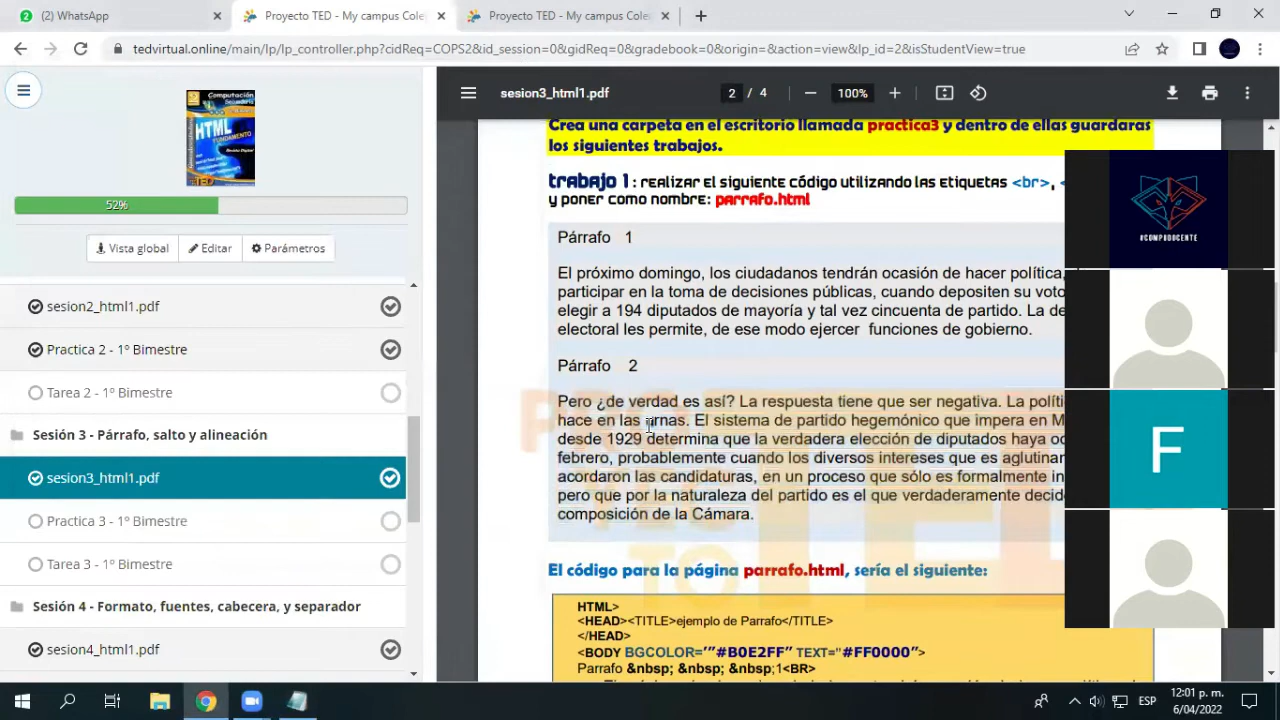 2
(20) WhatsApp
Proyecto TED - My campus Cole
Proyecto TED - My campus Cole
tedvirtual.online/main/lp/lp_controller.php?cidReq=COPS2&id_session=0&gidReq=0&gradebook=0&origin=&action=view&lp_id=2&isStudentView=true
Computación
Secundaria
HTML
FUNDAMENTO
TED
52%
Vista global
Editar
Parámetros
sesion2_html1.pdf
Practica 2 - 1º Bimestre
Tarea 2 - 1º Bimestre
Sesión 3 - Párrafo, salto y alineación
sesion3_html1.pdf
Practica 3 - 1º Bimestre
Tarea 3 - 1º Bimestre
Sesión 4 - Formato, fuentes, cabecera, y separador
sesion4_html1.pdf
sesion3_html1.pdf
2 / 4
100%
Crea una carpeta en el escritorio llamada practica3 y dentro de ellas guardaras
los siguientes trabajos.
trabajo 1: realizar el siguiente código utilizando las etiquetas <br>, <
y poner como nombre: parrafo.html
Párrafo 1
El próximo domingo, los ciudadanos tendrán ocasión de hacer política,
participar en la toma de decisiones públicas, cuando depositen su voto
elegir a 194 diputados de mayoría y tal vez cincuenta de partido. La de
electoral les permite, de ese modo ejercer funciones de gobierno.
Párrafo 2
Pero ¿de verdad es así? La respuesta tiene que ser negativa. La políti
hace en las urnas. El sistema de partido hegemónico que impera en M
desde 1929 determina que la verdadera elección de diputados haya oc
febrero, probablemente cuando los diversos intereses que es aglutinar
acordaron las candidaturas, en un proceso que sólo es formalmente in
pero que por la naturaleza del partido es el que verdaderamente decid
composición de la Cámara.
PROYECTO TED
El código para la página parrafo.html, sería el siguiente:
HTML>
<HEAD><TITLE>ejemplo de Parrafo</TITLE>
</HEAD>
<BODY BGCOLOR='"#B0E2FF" TEXT="#FF0000">
Parrafo &nbsp; &nbsp; &nbsp;1<BR>
#COMPUDOCENTE
F
ESP
12:01 p. m.
6/04/2022